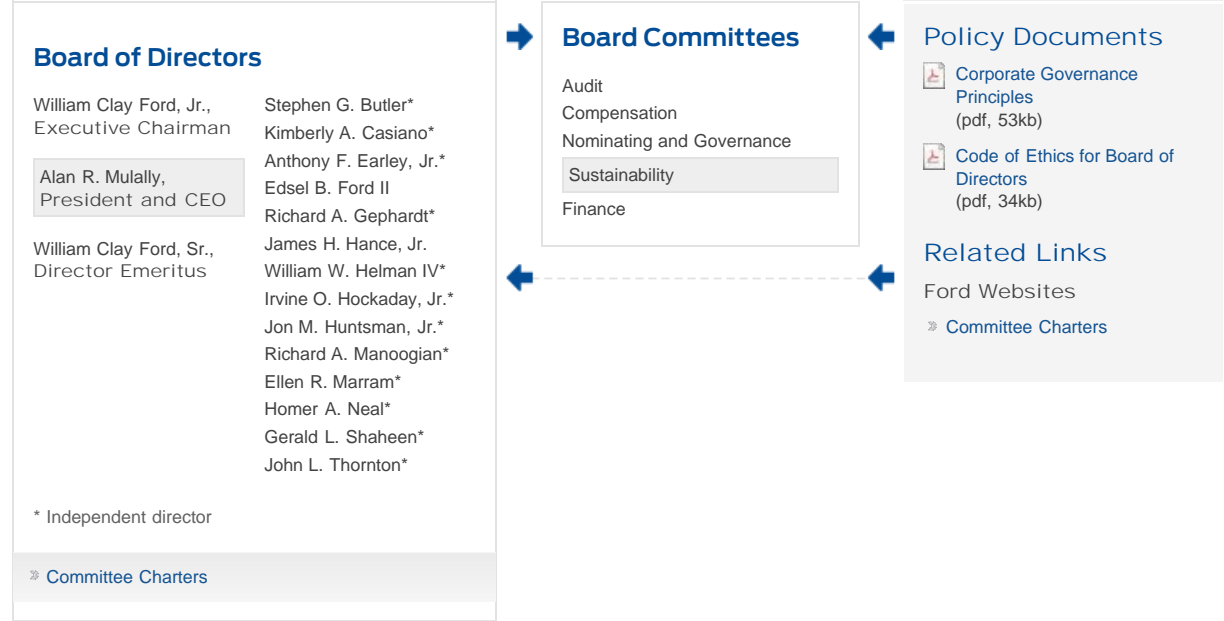 Board of Directors
William Clay Ford, Jr.,
Executive Chairman
Alan R. Mulally,
President and CEO
William Clay Ford, Sr.,
Director Emeritus
Stephen G. Butler*
Kimberly A. Casiano*
Anthony F. Earley, Jr.*
Edsel B. Ford II
Richard A. Gephardt*
James H. Hance, Jr.
William W. Helman IV*
Irvine O. Hockaday, Jr.*
Jon M. Huntsman, Jr.*
Richard A. Manoogian*
Ellen R. Marram*
Homer A. Neal*
Gerald L. Shaheen*
John L. Thornton*
* Independent director
Committee Charters
Board Committees
Audit
Compensation
Nominating and Governance
Sustainability
Finance
Policy Documents
Corporate Governance
Principles
(pdf, 53kb)
Code of Ethics for Board of
Directors
(pdf, 34kb)
Related Links
Ford Websites
Committee Charters